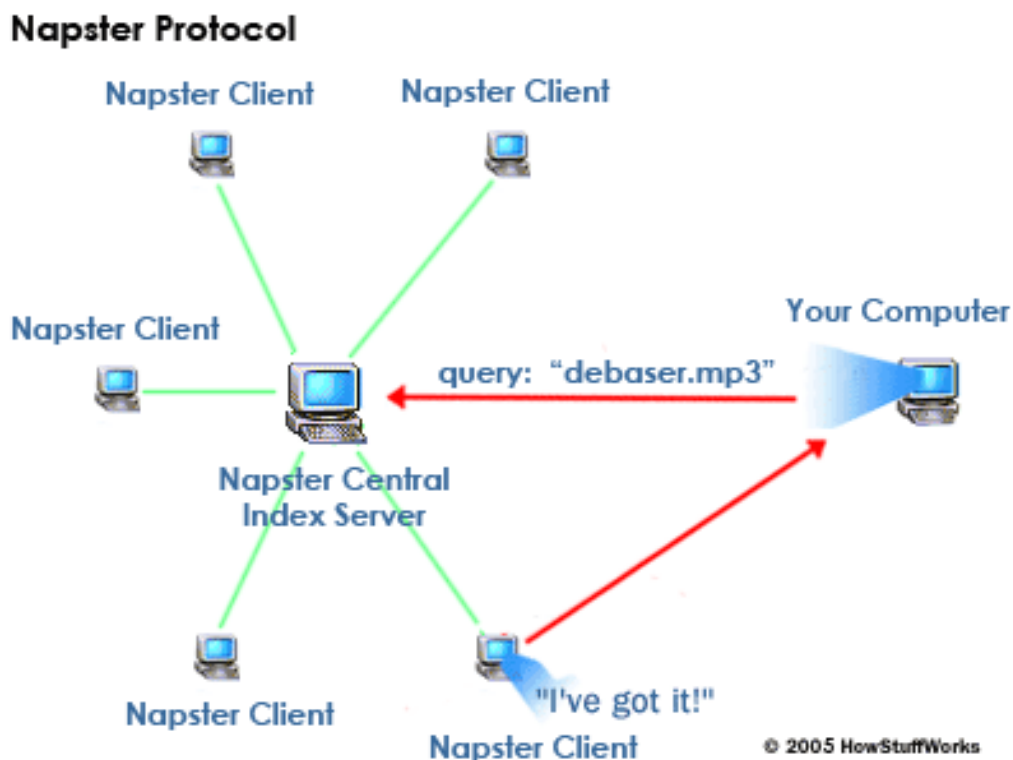 Napster Protocol
Napster Client
Napster Client
Napster Client
Your Computer
query: “debaser.mp3”
Napster Central
Index Server
Napster Client
"I've got it!"
Napster Client
© 2005 HowStuffWorks